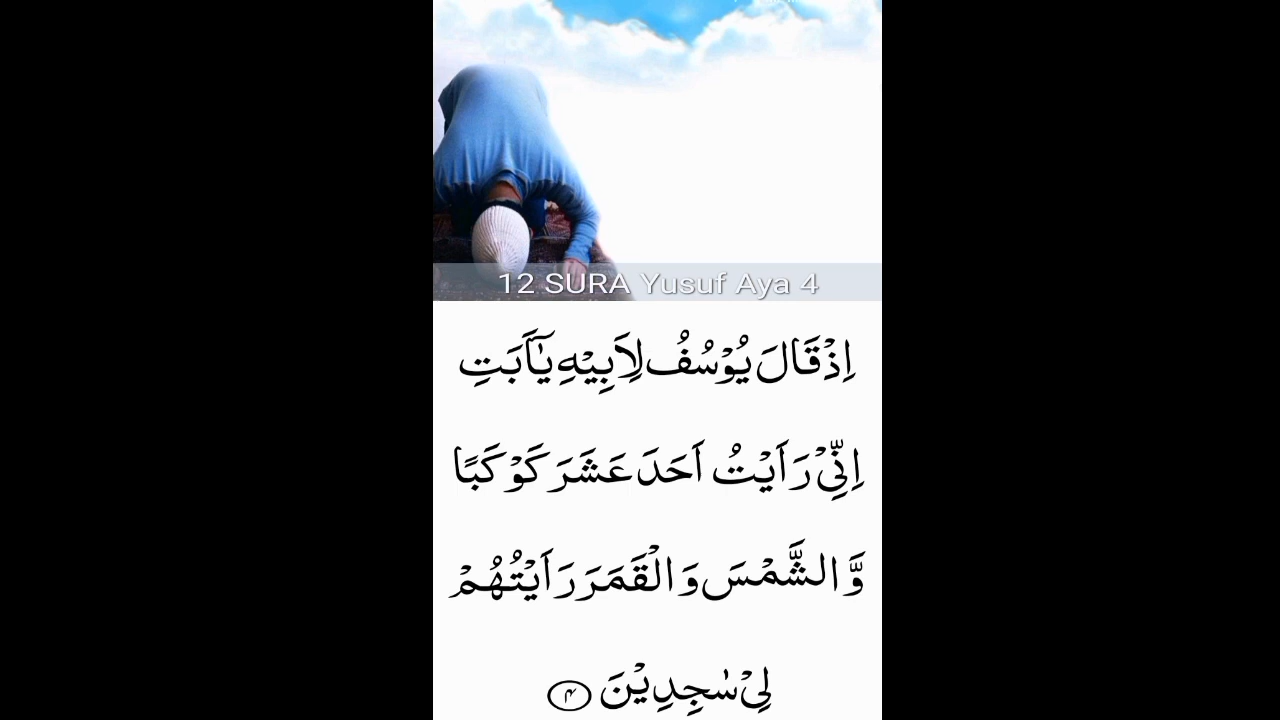 12 SURA Yusuf Aya 4
اِذْ قَالَ يُوْسُفُ لِاَبِيْهِ يٰۤاَبَتِ
اِنِّىْ رَاَيْتُ اَحَدَ عَشَرَ كَوْكَبًا
وَّالشَّمْسَ وَالْقَمَرَ رَاَيْتُهُمْ
لِىْ سٰجِدِيْنَ ﴿۴﴾